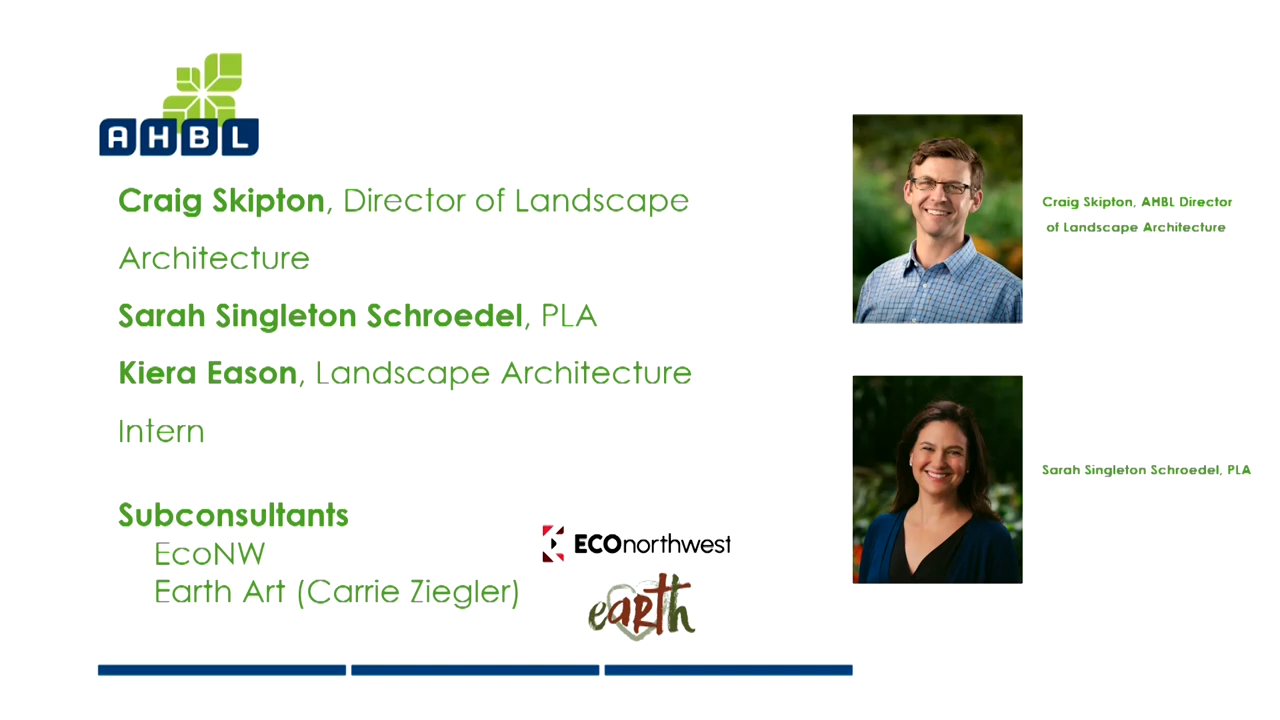 AHBL
Craig Skipton, Director of Landscape
Architecture
Sarah Singleton Schroedel, PLA
Kiera Eason, Landscape Architecture
Intern
Subconsultants
EcoNW
Earth Art (Carrie Ziegler)
ECOnorthwest
eARTh
Craig Skipton, AHBL Director
of Landscape Architecture
Sarah Singleton Schroedel, PLA